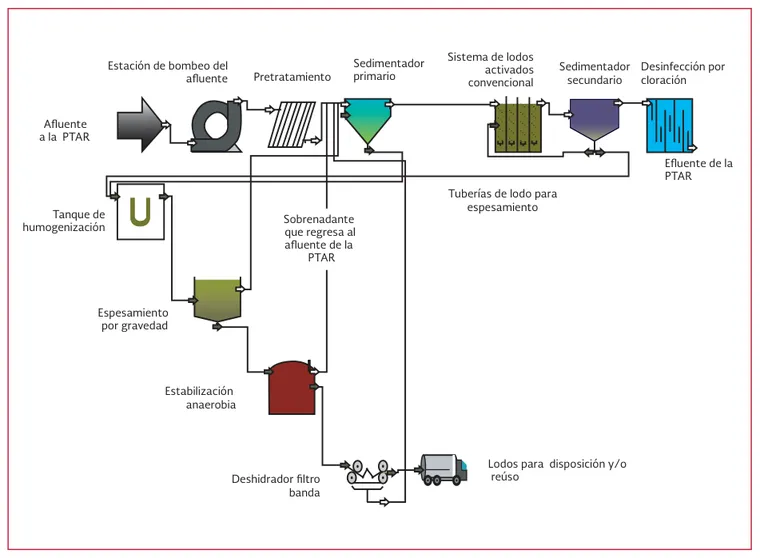 Estación de bombeo del
afluente
Pretratamiento
Sedimentador
primario
Sistema de lodos
activados
convencional
Sedimentador
secundario
Desinfección por
cloración
Afluente
a la PTAR
Efluente de la
PTAR
Tuberías de lodo para
espesamiento
Tanque de
humogenización
Sobrenadante
que regresa al
afluente de la
PTAR
Espesamiento
por gravedad
Estabilización
anaerobia
Deshidrador filtro
banda
Lodos para disposición y/o
reúso